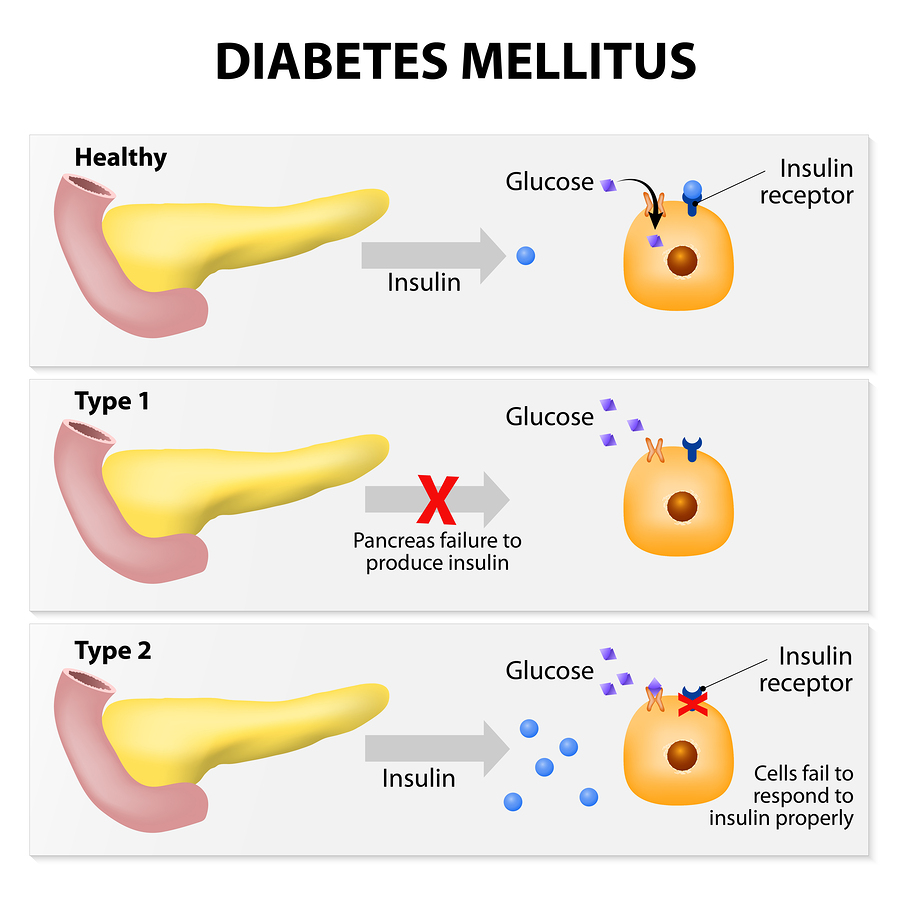 DIABETES MELLITUS
Healthy
Glucose
Insulin
receptor
Insulin
Type 1
Glucose
Pancreas failure to
produce insulin
Type 2
Glucose
Insulin
receptor
Insulin
Cells fail to
respond to
insulin properly